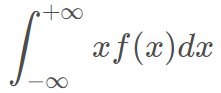 ∫_{-∞}^{+∞} xf(x)dx